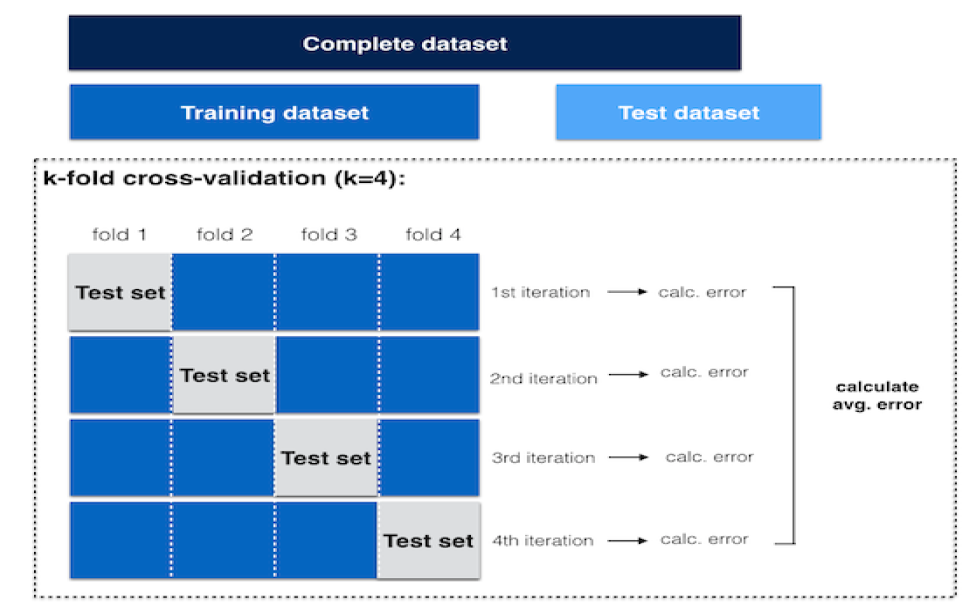 Complete dataset
Training dataset
Test dataset
k-fold cross-validation (k=4):
fold 1
fold 2
fold 3
fold 4
Test set
1st iteration
calc. error
Test set
2nd iteration
calc. error
calculate
avg. error
Test set
3rd iteration
calc. error
Test set
4th iteration
calc. error